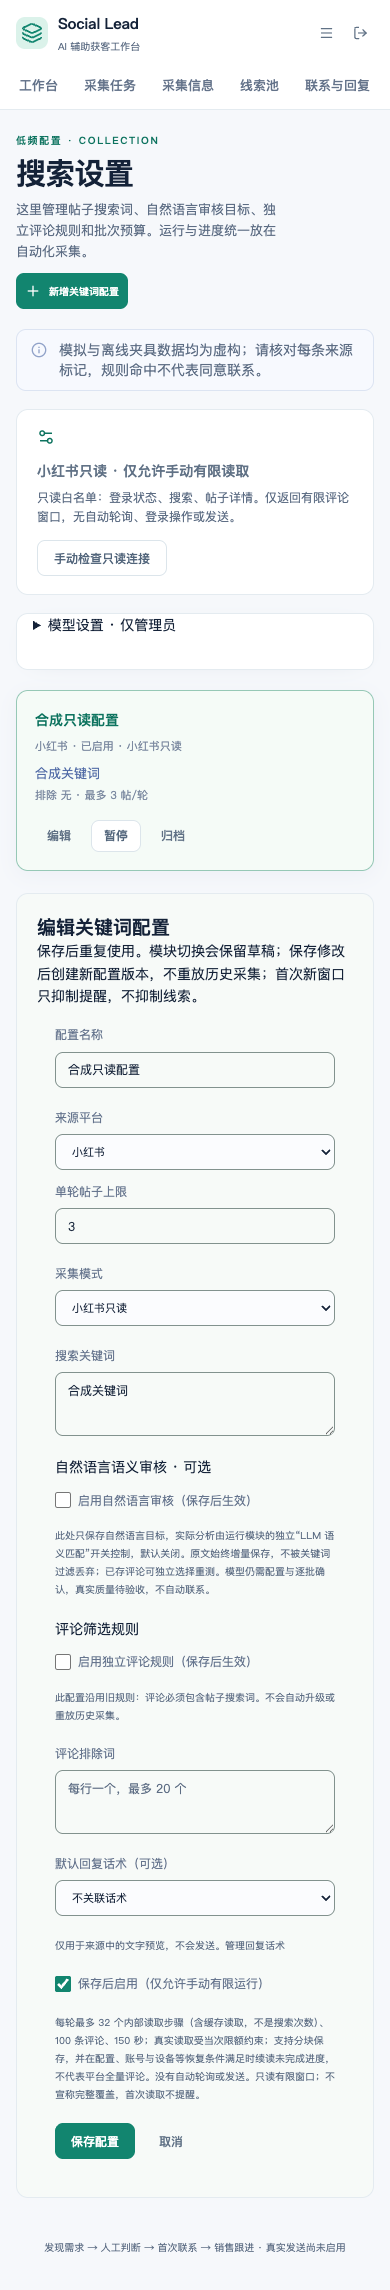 Social Lead
AI 辅助获客工作台
工作台 采集任务 采集信息 线索池 联系与回复
低频配置 · COLLECTION
搜索设置
这里管理帖子搜索词、自然语言审核目标、独
立评论规则和批次预算。运行与进度统一放在
自动化采集。
新增关键词配置
模拟与离线夹具数据均为虚构；请核对每条来源
标记，规则命中不代表同意联系。
小红书只读 · 仅允许手动有限读取
只读白名单：登录状态、搜索、帖子详情。仅返回有限评论
窗口，无自动轮询、登录操作或发送。
手动检查只读连接
模型设置 · 仅管理员
合成只读配置
小红书 · 已启用 · 小红书只读
合成关键词
排除 无 · 最多 3 帖/轮
编辑 暂停 归档
编辑关键词配置
保存后重复使用。模块切换会保留草稿；保存修改
后创建新配置版本，不重放历史采集；首次新窗口
只抑制提醒，不抑制线索。
配置名称
合成只读配置
来源平台
小红书
单轮帖子上限
3
采集模式
小红书只读
搜索关键词
合成关键词
自然语言语义审核 · 可选
启用自然语言审核（保存后生效）
此处只保存自然语言目标，实际分析由运行模块的独立“LLM 语
义匹配”开关控制，默认关闭。原文始终增量保存，不被关键词
过滤丢弃；已存评论可独立选择重测。模型仍需配置与逐批确
认，真实质量待验收，不自动联系。
评论筛选规则
启用独立评论规则（保存后生效）
此配置沿用旧规则：评论必须包含帖子搜索词。不会自动升级或
重放历史采集。
评论排除词
每行一个，最多 20 个
默认回复话术（可选）
不关联话术
仅用于来源中的文字预览，不会发送。管理回复话术
保存后启用（仅允许手动有限运行）
每轮最多 32 个内部读取步骤（含缓存读取，不是搜索次数）、
100 条评论、150 秒；真实读取受当次限额约束；支持分块保
存，并在配置、账号与设备等恢复条件满足时续读未完成进度，
不代表平台全量评论。没有自动轮询或发送。只读有限窗口；不
宣称完整覆盖，首次读取不提醒。
保存配置 取消
发现需求 → 人工判断 → 首次联系 → 销售跟进 · 真实发送尚未启用